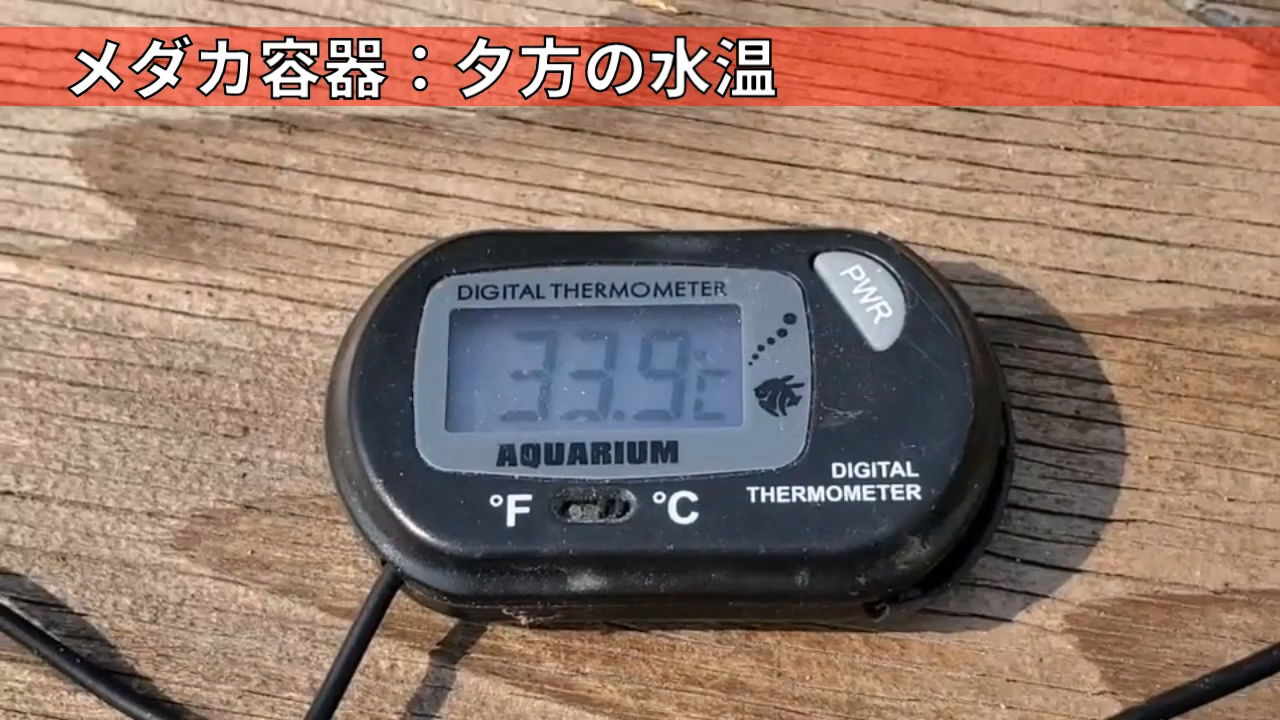 メダカ容器：夕方の水温
DIGITAL THERMOMETER
PWR
33.9℃
AQUARIUM
°F °C
DIGITAL
THERMOMETER